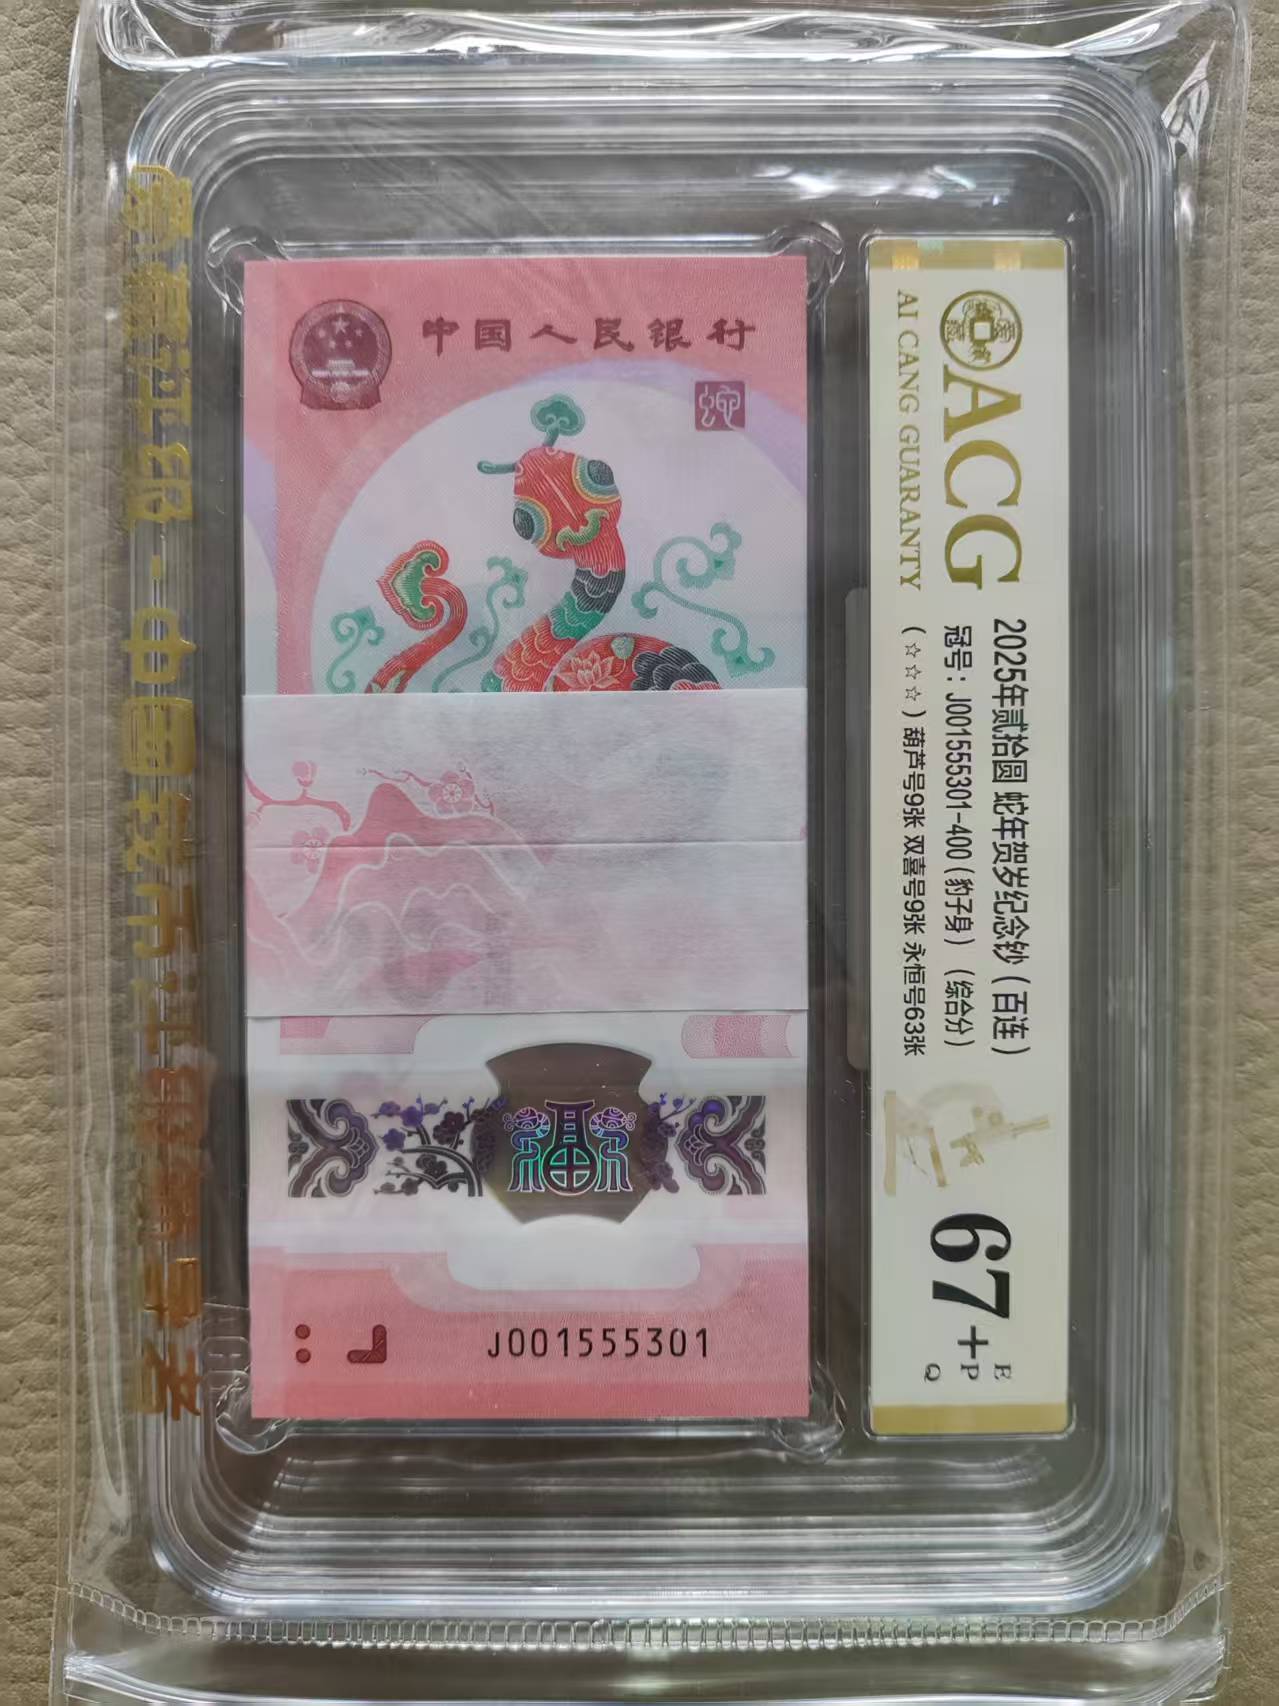 中国人民银行
蛇
J001555301
ACG
AI CANG GUARANTY
2025年贰拾圆 蛇年贺岁纪念钞（百连）
冠号：J001555301-400（豹子身）（综合分）
（☆☆☆）葫芦号9张 双喜号9张 永恒号63张
67+
E
P
Q